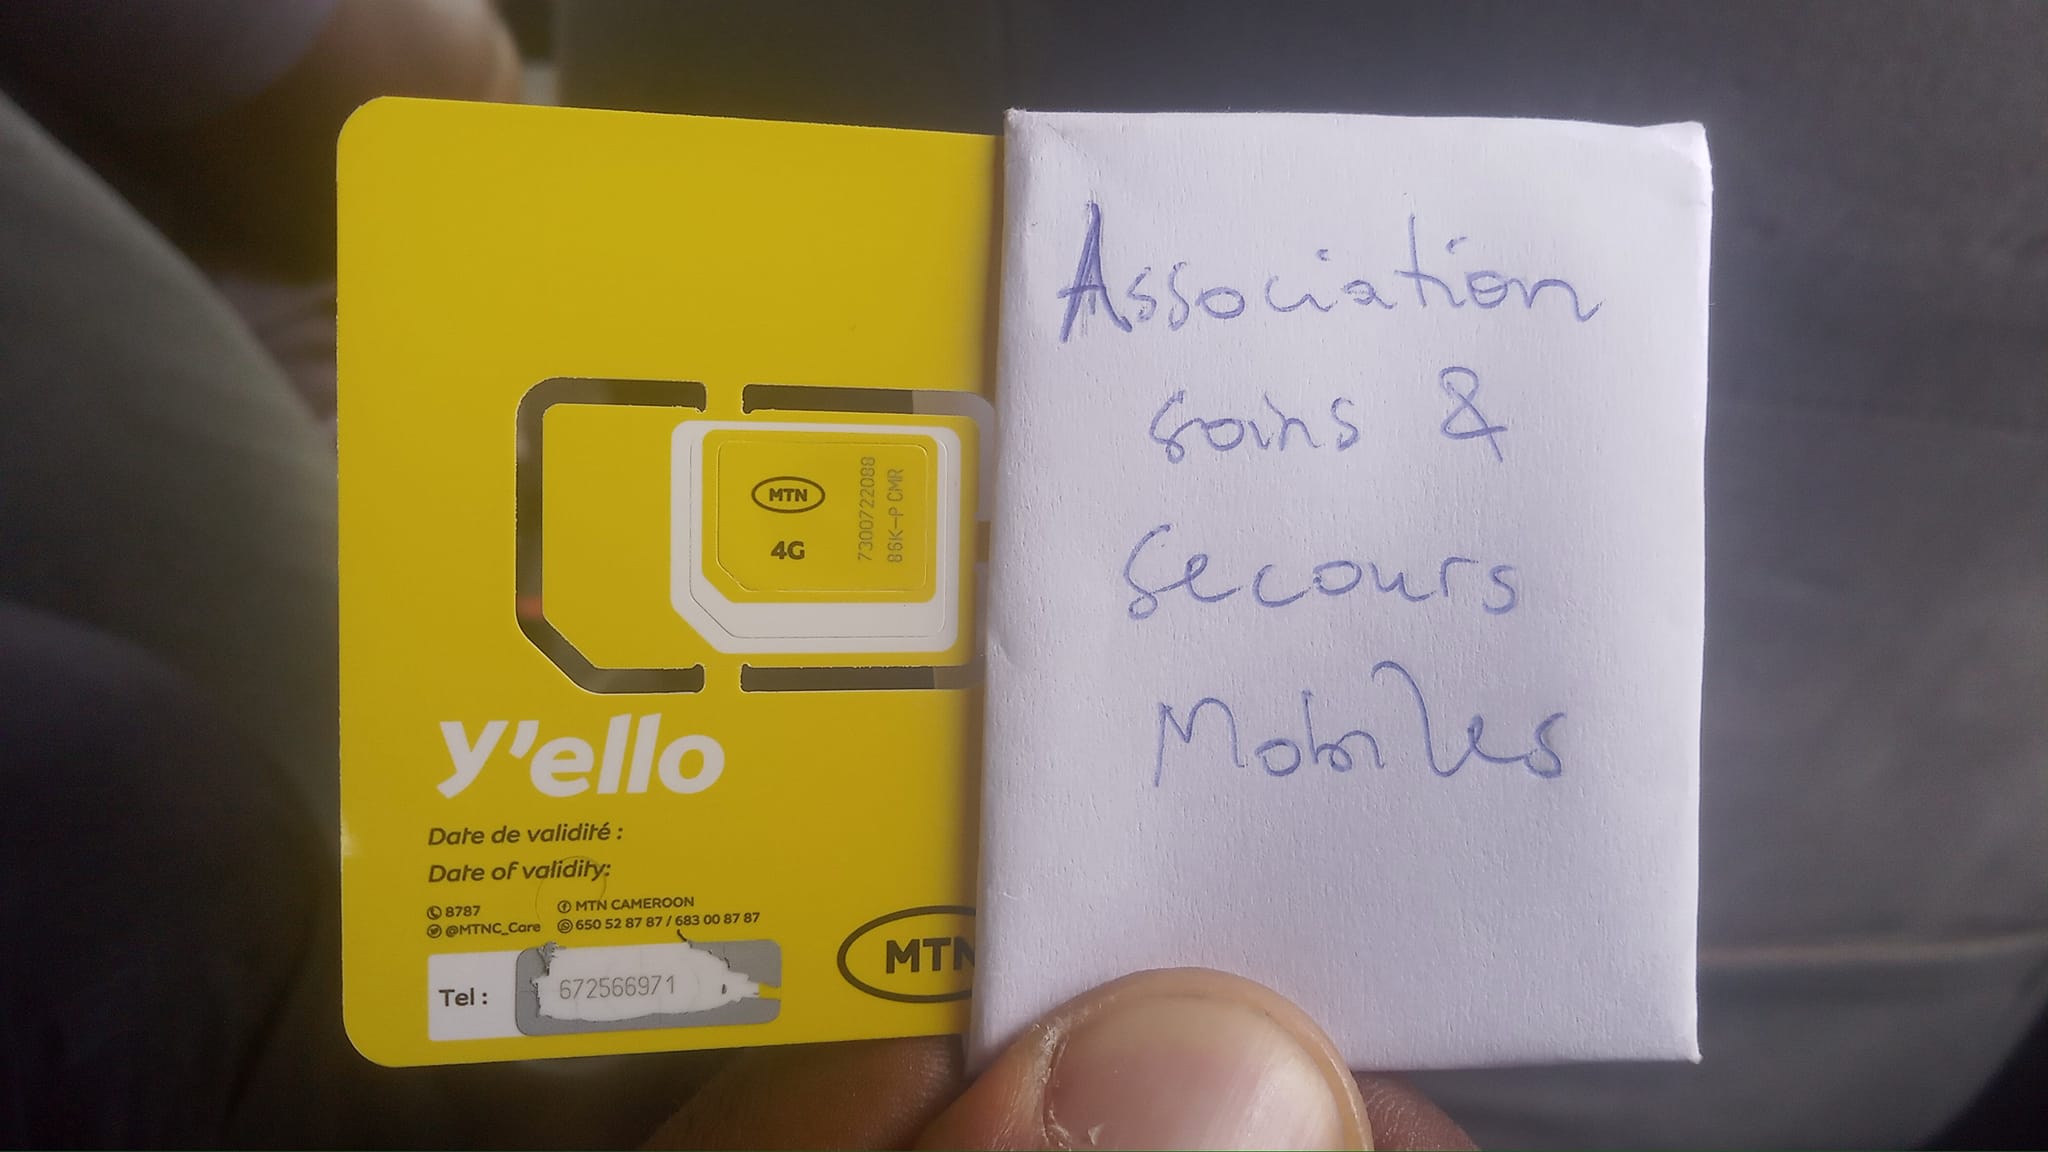 MTN
4G
7300722088
86K-P CMR
y'ello
Date de validité :
Date of validity:
8787
MTN CAMEROON
@MTNC_Care
650 52 87 87 / 683 00 87 87
Tel :
672566971
MTN
Association
soins &
secours
Mobiles